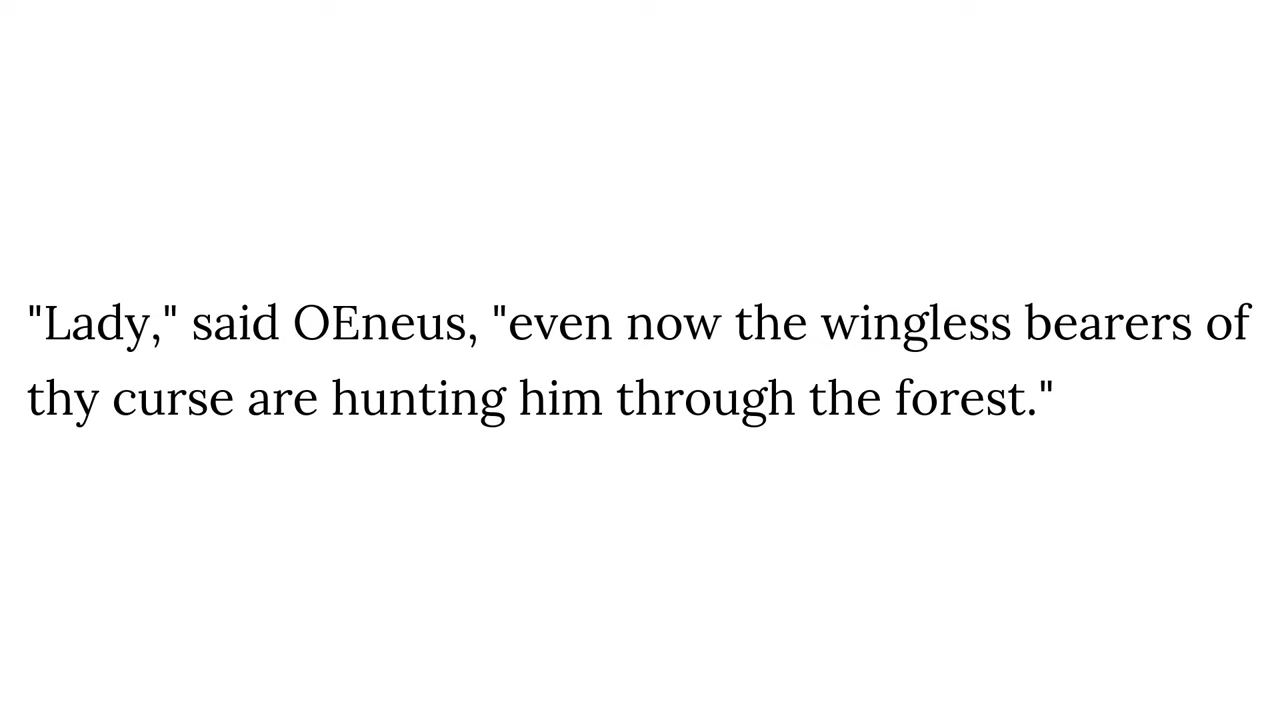 "Lady," said OEneus, "even now the wingless bearers of
thy curse are hunting him through the forest."